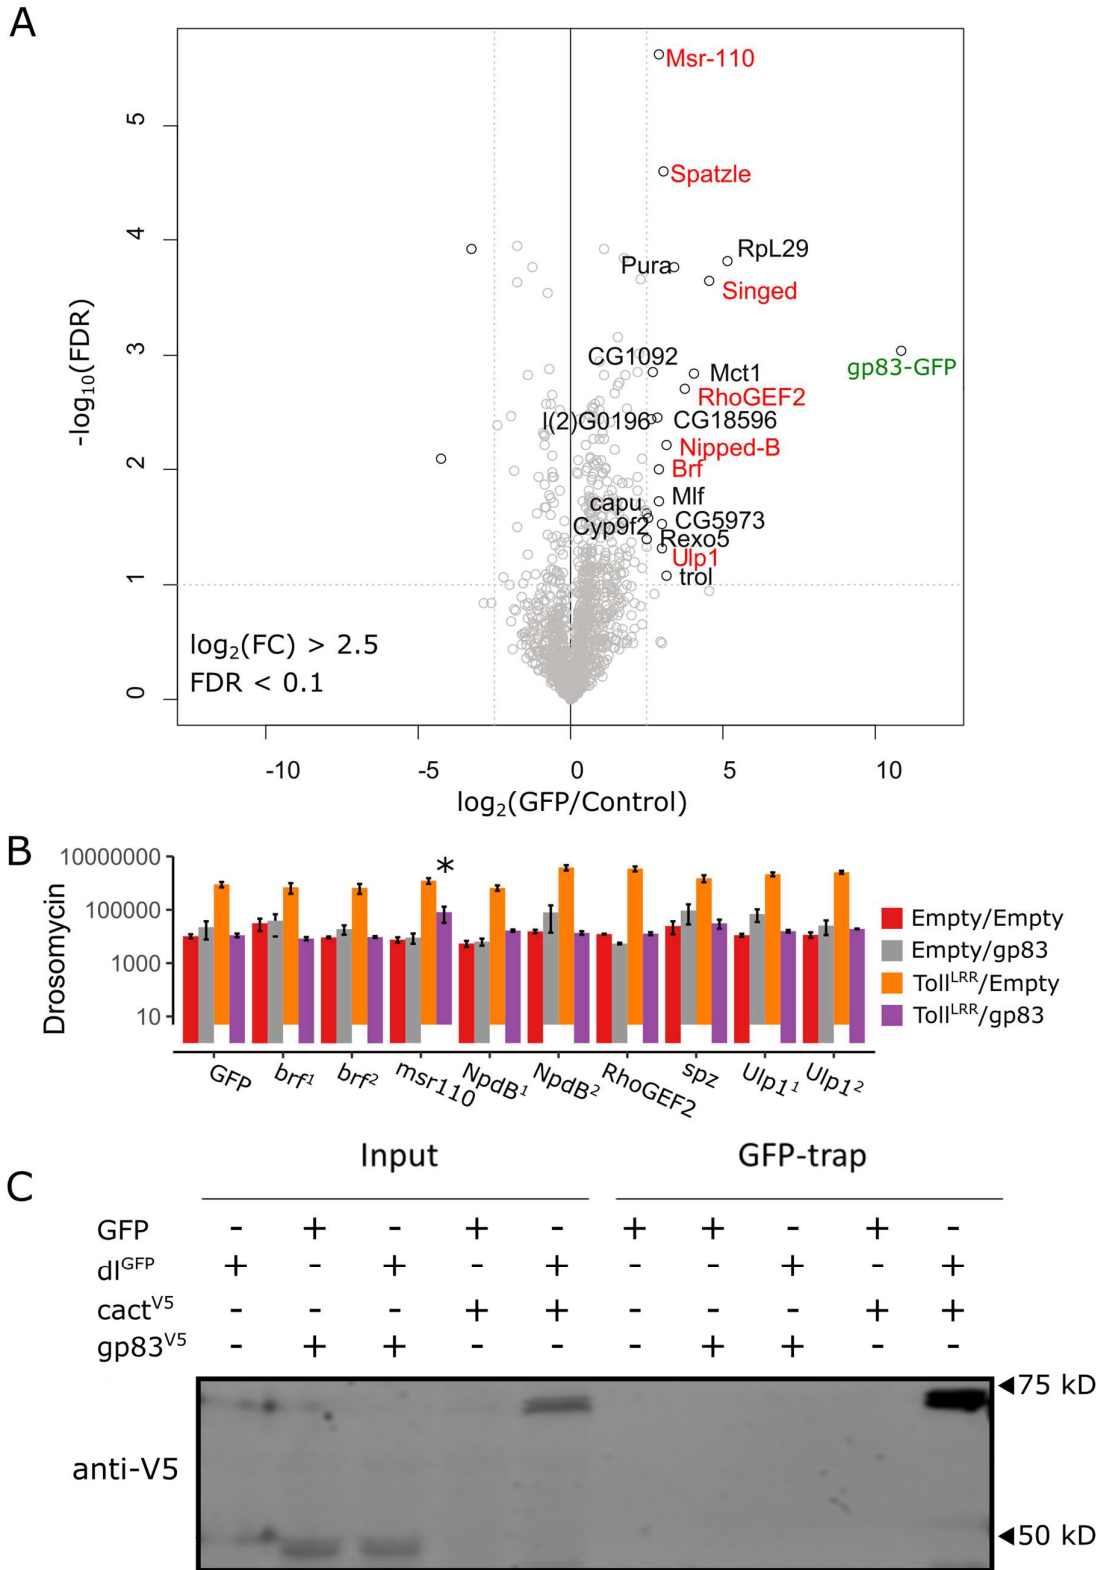 A
Msr-110
Spatzle
RpL29
Pura
Singed
CG1092
Mct1
gp83-GFP
RhoGEF2
l(2)G0196
CG18596
Nipped-B
Brf
Mlf
capu
CG5973
Cyp9f2
Rexo5
Ulp1
trol
log2(FC) > 2.5
FDR < 0.1
5
4
3
2
1
0
-log10(FDR)
-10 -5 0 5 10
log2(GFP/Control)
B
*
10000000
100000
1000
10
Drosomycin
Empty/Empty
Empty/gp83
TollLRR/Empty
TollLRR/gp83
GFP brf1 brf2 msr110 NpdB1 NpdB2 RhoGEF2 spz Ulp1 1 Ulp1 2
C
Input GFP-trap
GFP - + - + - + + - + -
dlGFP + - + - + - - + - +
cactV5 - - - + + - - - + +
gp83V5 - + + - - - + + - -
75 kD
anti-V5
50 kD